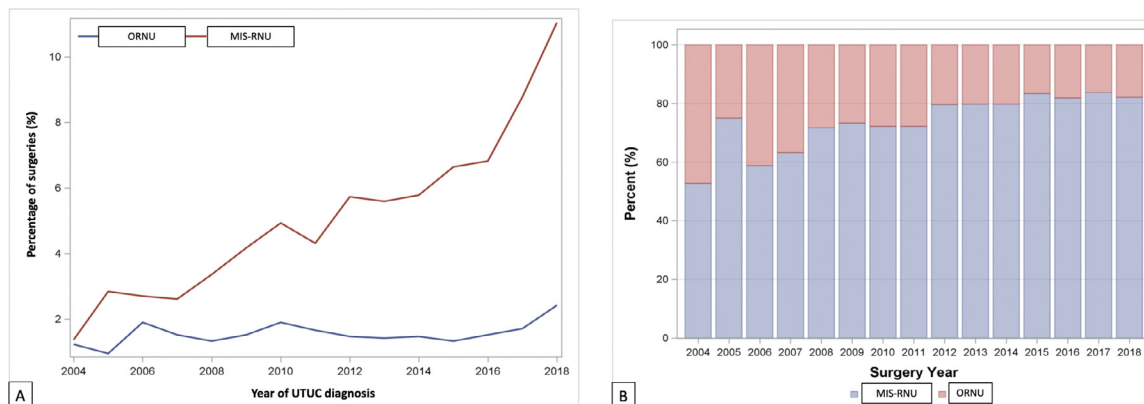 ORNU MIS-RNU
10
8
6
4
2
Percentage of surgeries (%)
2004 2006 2008 2010 2012 2014 2016 2018
Year of UTUC diagnosis
A
100
80
60
40
20
0
Percent (%)
2004 2005 2006 2007 2008 2009 2010 2011 2012 2013 2014 2015 2016 2017 2018
Surgery Year
MIS-RNU ORNU
B